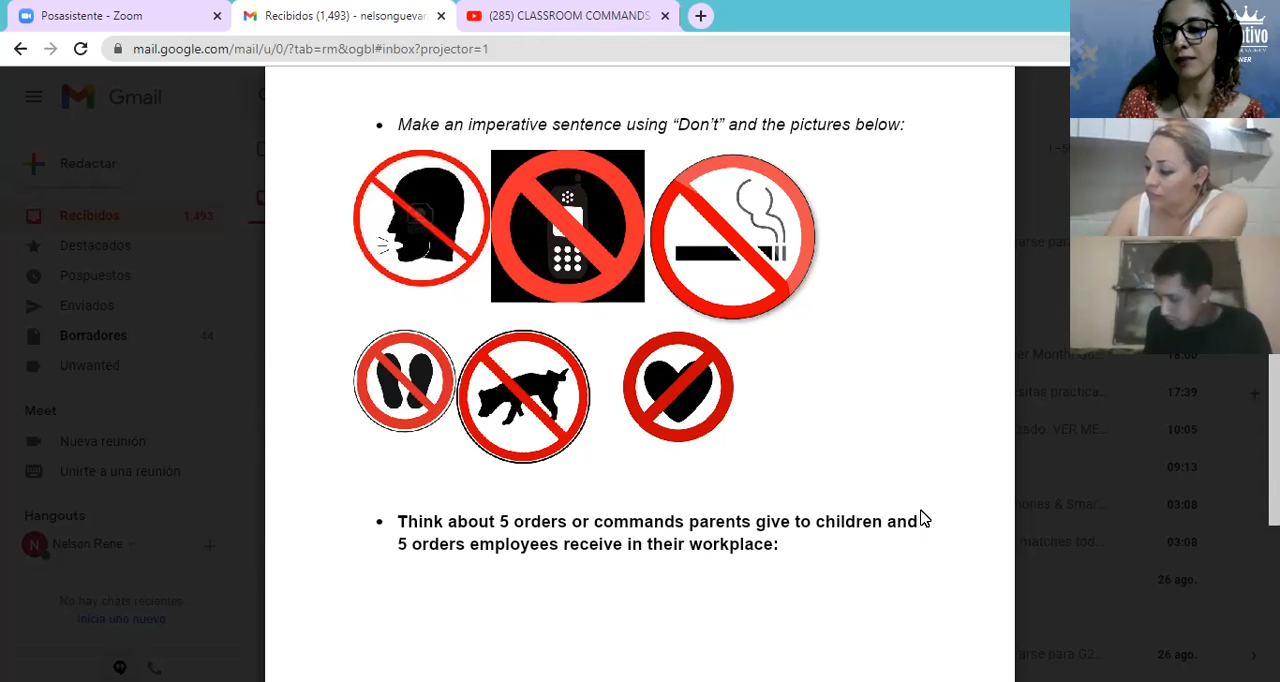 Posasistente - Zoom
Recibidos (1,493) - nelsonguevar
(285) CLASSROOM COMMANDS
mail.google.com/mail/u/0/?tab=rm&ogbl#inbox?projector=1
Gmail
Redactar
Recibidos 1,493
Destacados
Pospuestos
Enviados
Borradores 44
Unwanted
Meet
Nueva reunión
Unirte a una reunión
Hangouts
Nelson Rene
No hay chats recientes
Inicia uno nuevo
• Make an imperative sentence using “Don’t” and the pictures below:
• Think about 5 orders or commands parents give to children and
5 orders employees receive in their workplace:
18:00
17:39
10:05
09:13
03:08
03:08
26 ago.
26 ago.